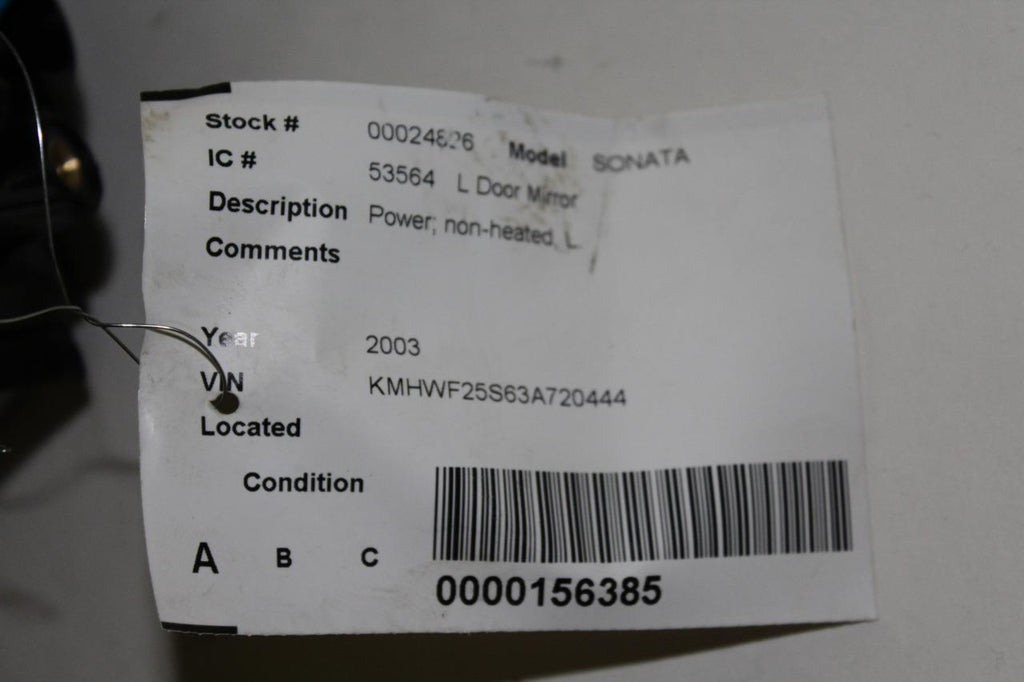 Stock # 00024826 Model SONATA
IC # 53564 L Door Mirror
Description Power, non-heated, L
Comments
Year 2003
VIN KMHWF25S63A720444
Located
Condition
A B C
0000156385